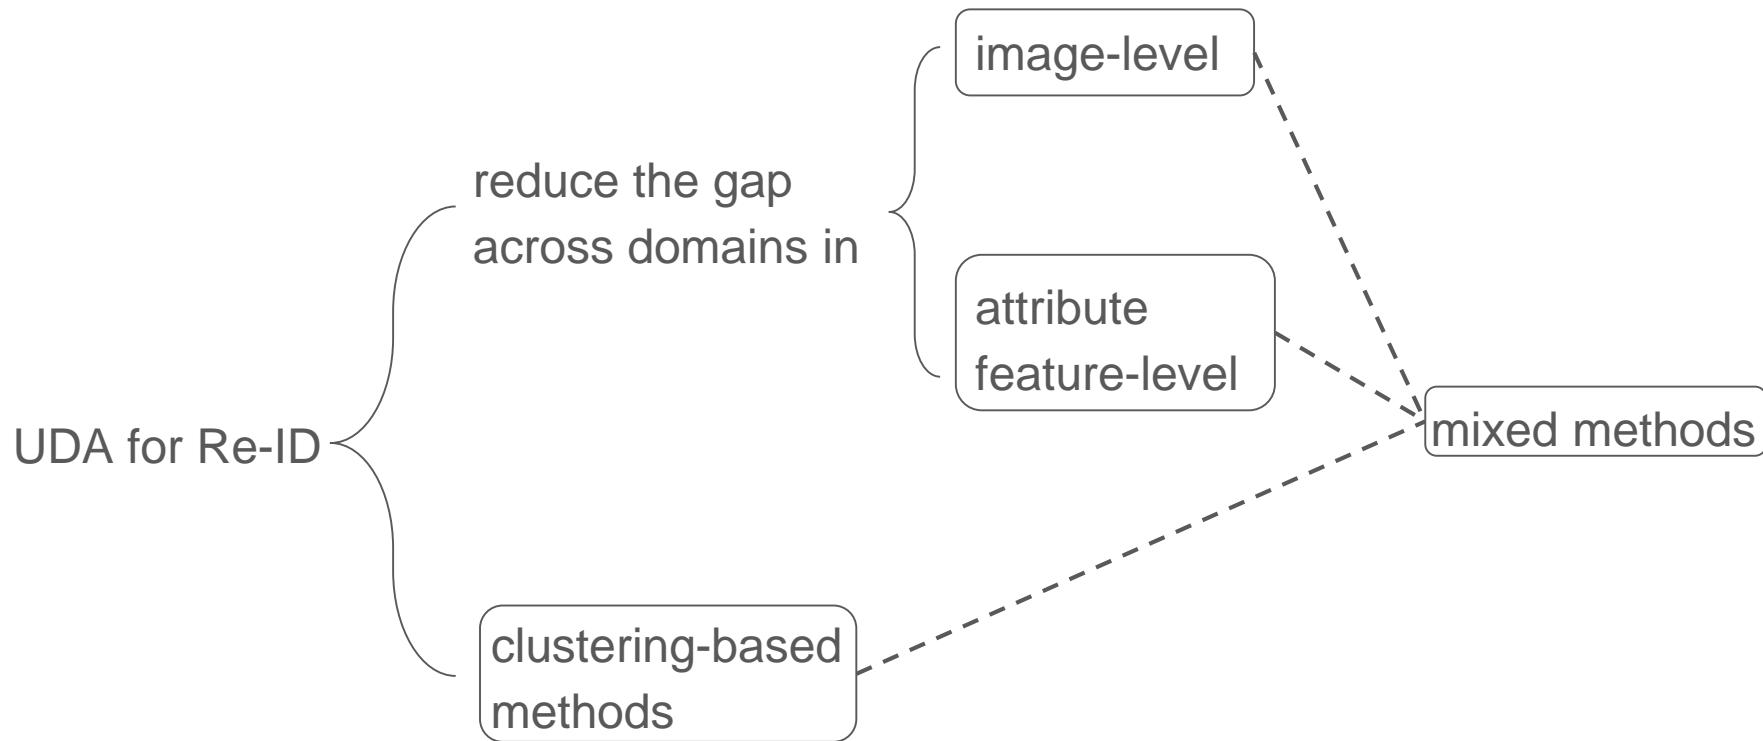 image-level
reduce the gap
across domains in
attribute
feature-level
UDA for Re-ID
mixed methods
clustering-based
methods